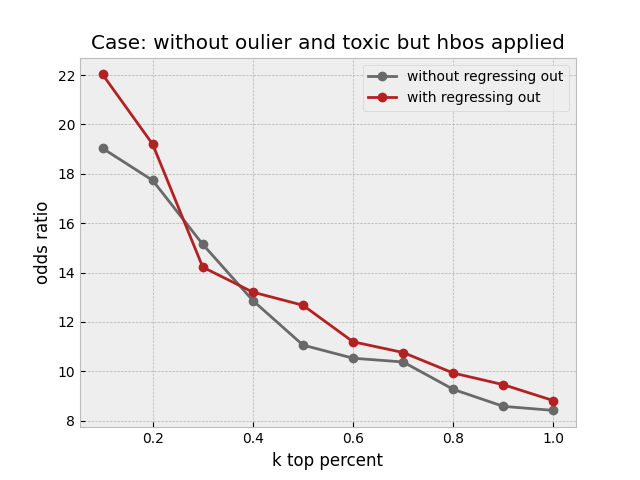 Case: without oulier and toxic but hbos applied
without regressing out
with regressing out
odds ratio
22
20
18
16
14
12
10
8
0.2 0.4 0.6 0.8 1.0
k top percent